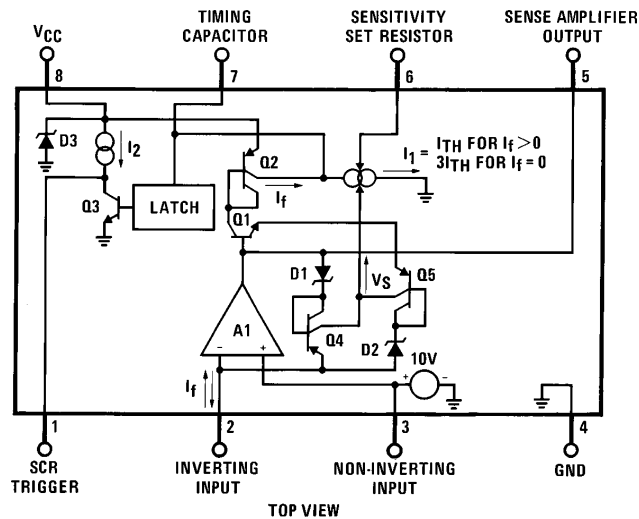 TIMING CAPACITOR
SENSITIVITY SET RESISTOR
SENSE AMPLIFIER OUTPUT
VCC
8
7
6
5
D3
I2
Q2
I1 = ITH FOR If > 0
3ITH FOR If = 0
If
Q3
LATCH
Q1
D1
VS
Q5
A1
Q4
D2
10V
− +
+ −
If
1
2
3
4
SCR TRIGGER
INVERTING INPUT
NON-INVERTING INPUT
GND
TOP VIEW